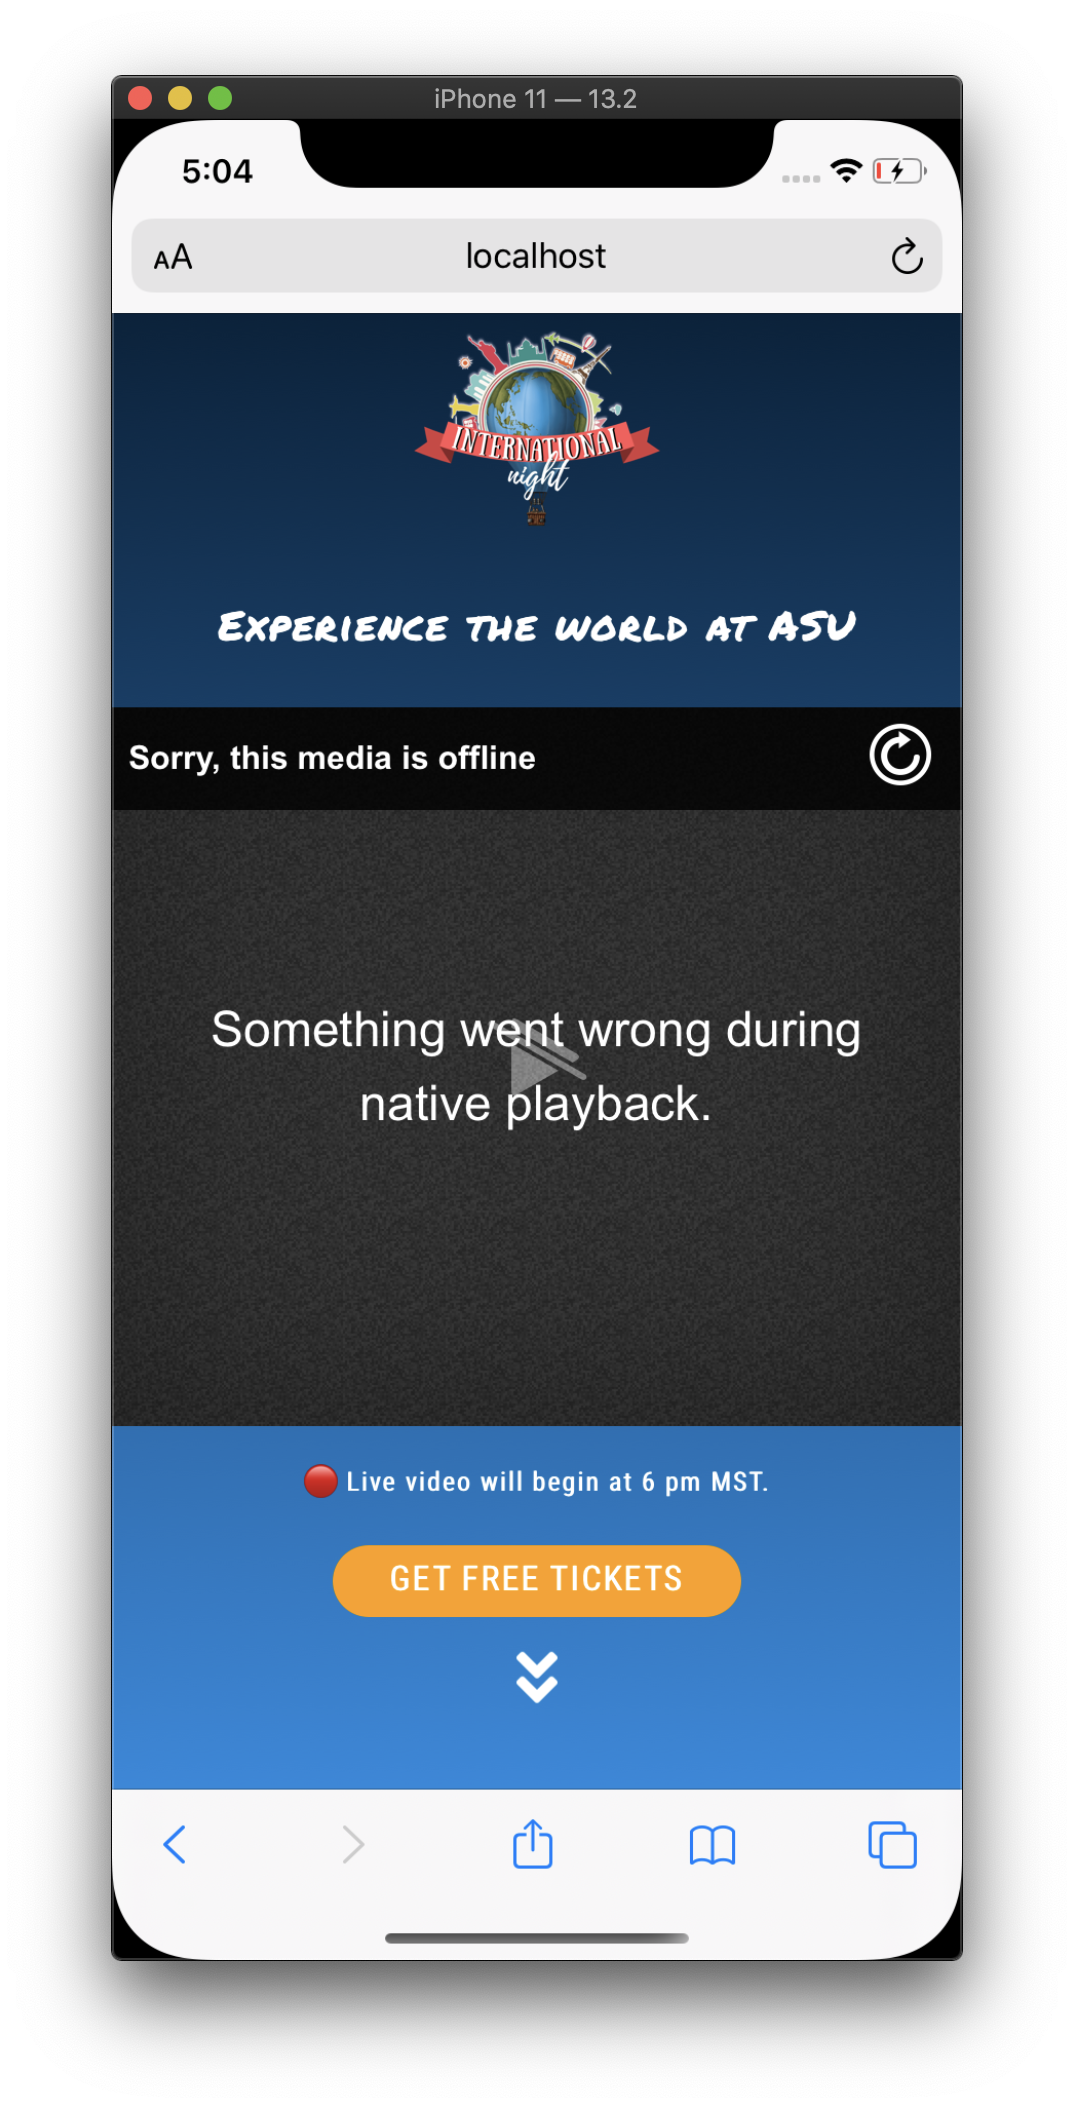 iPhone 11 — 13.2
5:04
AA
localhost
INTERNATIONAL
night
Experience the world at ASU
Sorry, this media is offline
Something went wrong during
native playback.
Live video will begin at 6 pm MST.
GET FREE TICKETS